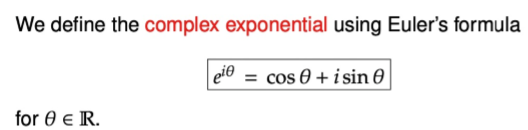 We define the complex exponential using Euler's formula
e^{iθ} = cos θ + i sin θ
for θ ∈ ℝ.